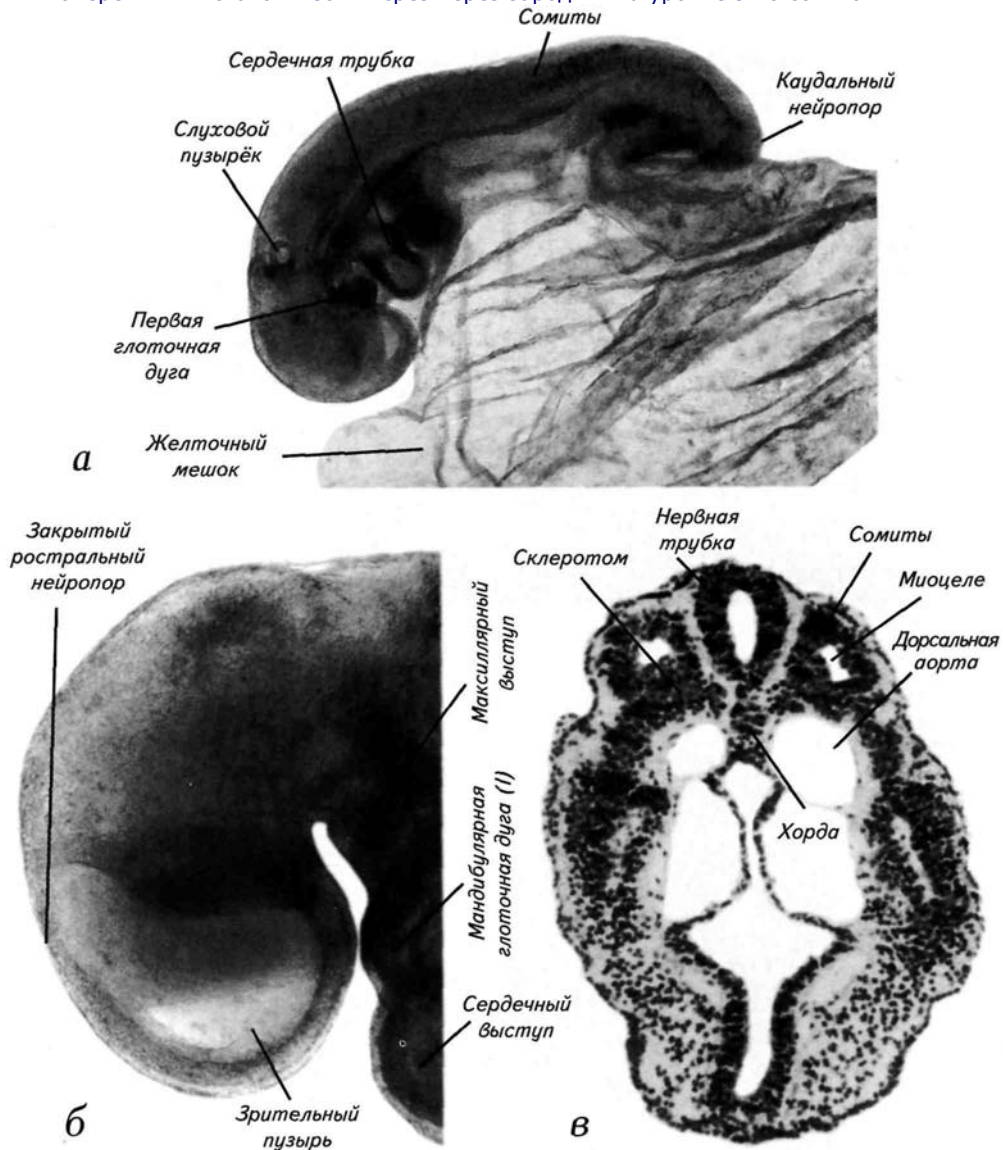 Сомиты
Сердечная трубка
Каудальный
нейропор
Слуховой
пузырёк
Первая
глоточная
дуга
Желточный
мешок
а
Закрытый
ростральный
нейропор
Максиллярный
выступ
Мандибулярная
глоточная дуга (I)
Сердечный
выступ
Зрительный
пузырь
б
Нервная
трубка
Склеротом
Сомиты
Миоцеле
Дорсальная
аорта
Хорда
в